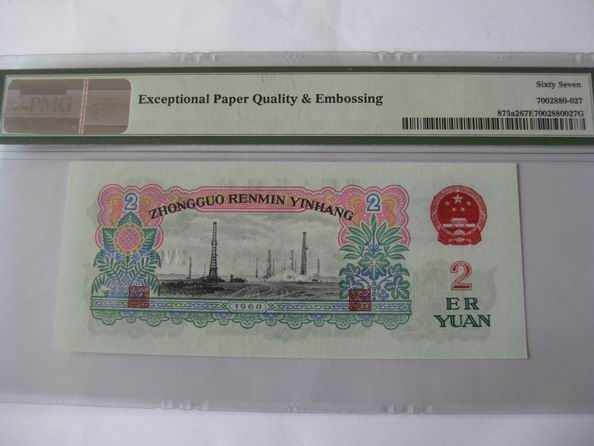 PMG
Exceptional Paper Quality & Embossing
Sixty Seven
7002880-027
875a267E7002880027G
2
2
ZHONGGUO RENMIN YINHANG
1960
2
ER
YUAN